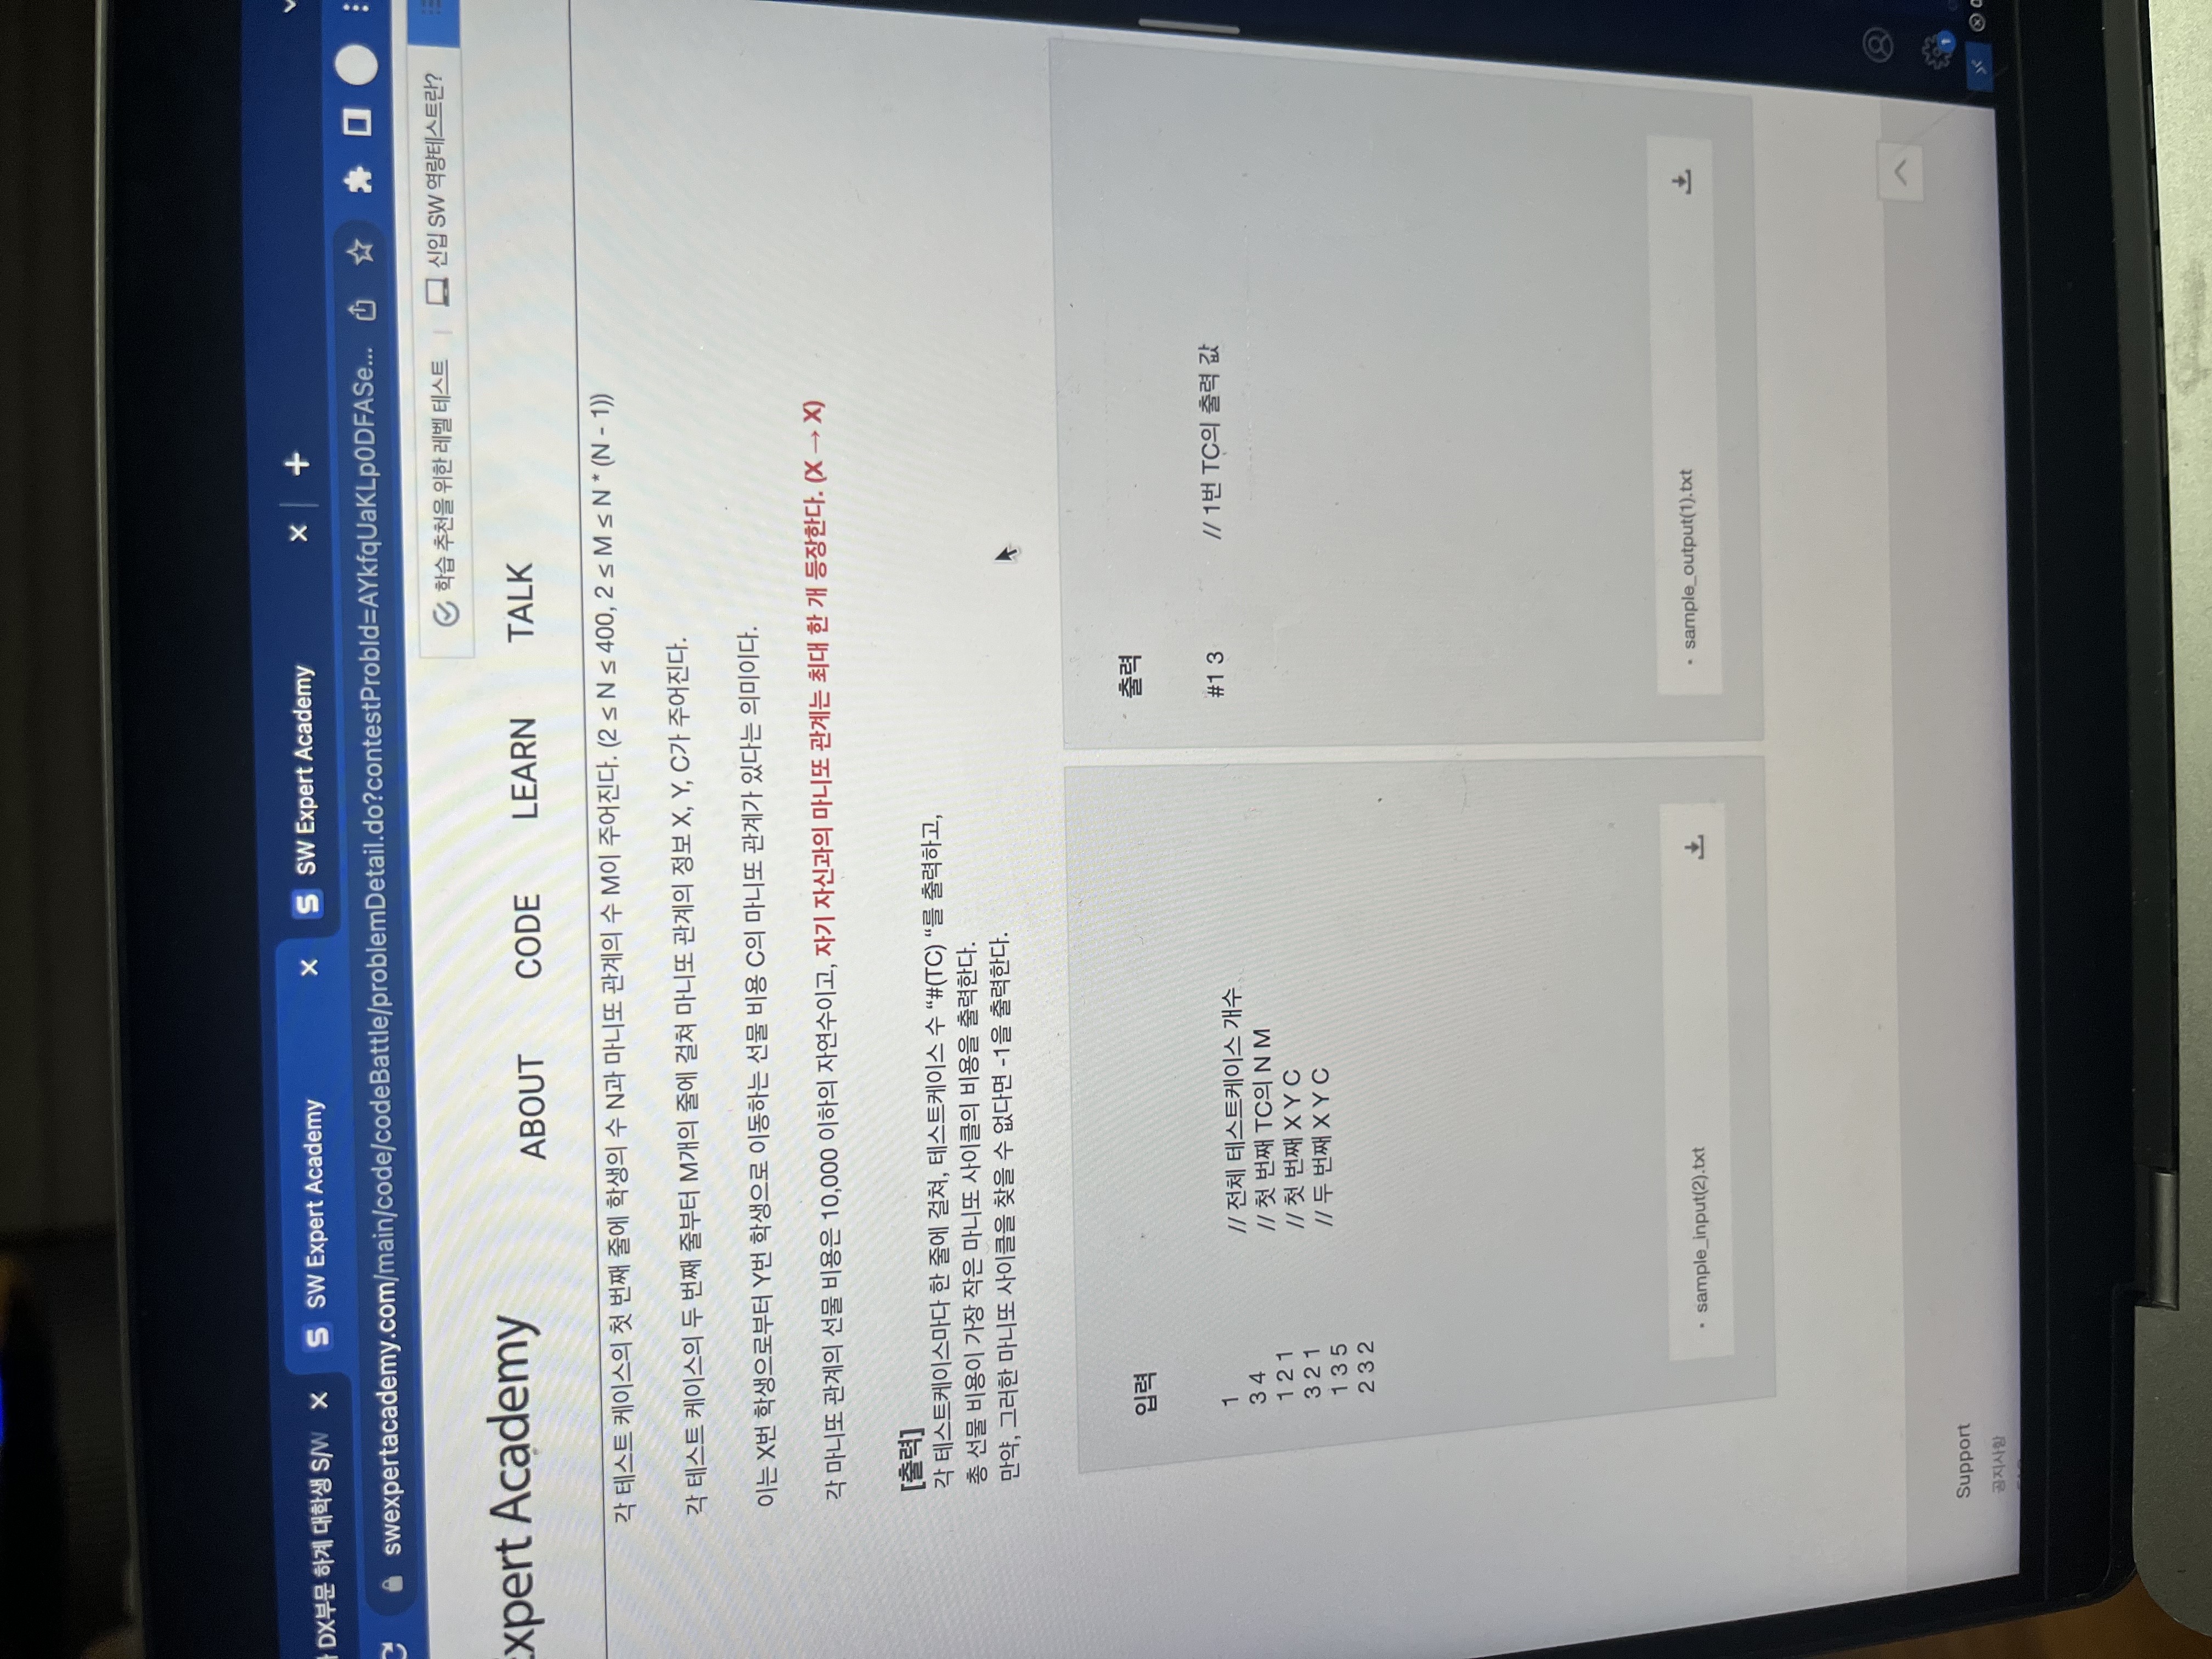 DX부문 하계 대학생 S/W
SW Expert Academy
SW Expert Academy
swexpertacademy.com/main/code/codeBattle/problemDetail.do?contestProbId=AYkfqUaKLp0DFASe...
학습 추천을 위한 레벨 테스트
신입 SW 역량테스트란?
Expert Academy
ABOUT
CODE
LEARN
TALK
각 테스트 케이스의 첫 번째 줄에 학생의 수 N과 마니또 관계의 수 M이 주어진다. (2 ≤ N ≤ 400, 2 ≤ M ≤ N * (N - 1))
각 테스트 케이스의 두 번째 줄부터 M개의 줄에 걸쳐 마니또 관계의 정보 X, Y, C가 주어진다.
이는 X번 학생으로부터 Y번 학생으로 이동하는 선물 비용 C의 마니또 관계가 있다는 의미이다.
각 마니또 관계의 선물 비용은 10,000 이하의 자연수이고, 자기 자신과의 마니또 관계는 최대 한 개 등장한다. (X → X)
[출력]
각 테스트케이스마다 한 줄에 걸쳐, 테스트케이스 수 “#(TC) “를 출력하고,
총 선물 비용이 가장 작은 마니또 사이클의 비용을 출력한다.
만약, 그러한 마니또 사이클을 찾을 수 없다면 -1을 출력한다.
입력
1 // 전체 테스트케이스 개수
3 4 // 첫 번째 TC의 N M
1 2 1 // 첫 번째 X Y C
3 2 1 // 두 번째 X Y C
1 3 5
2 3 2
sample_input(2).txt
출력
#1 3 // 1번 TC의 출력 값
sample_output(1).txt
Support
공지사항